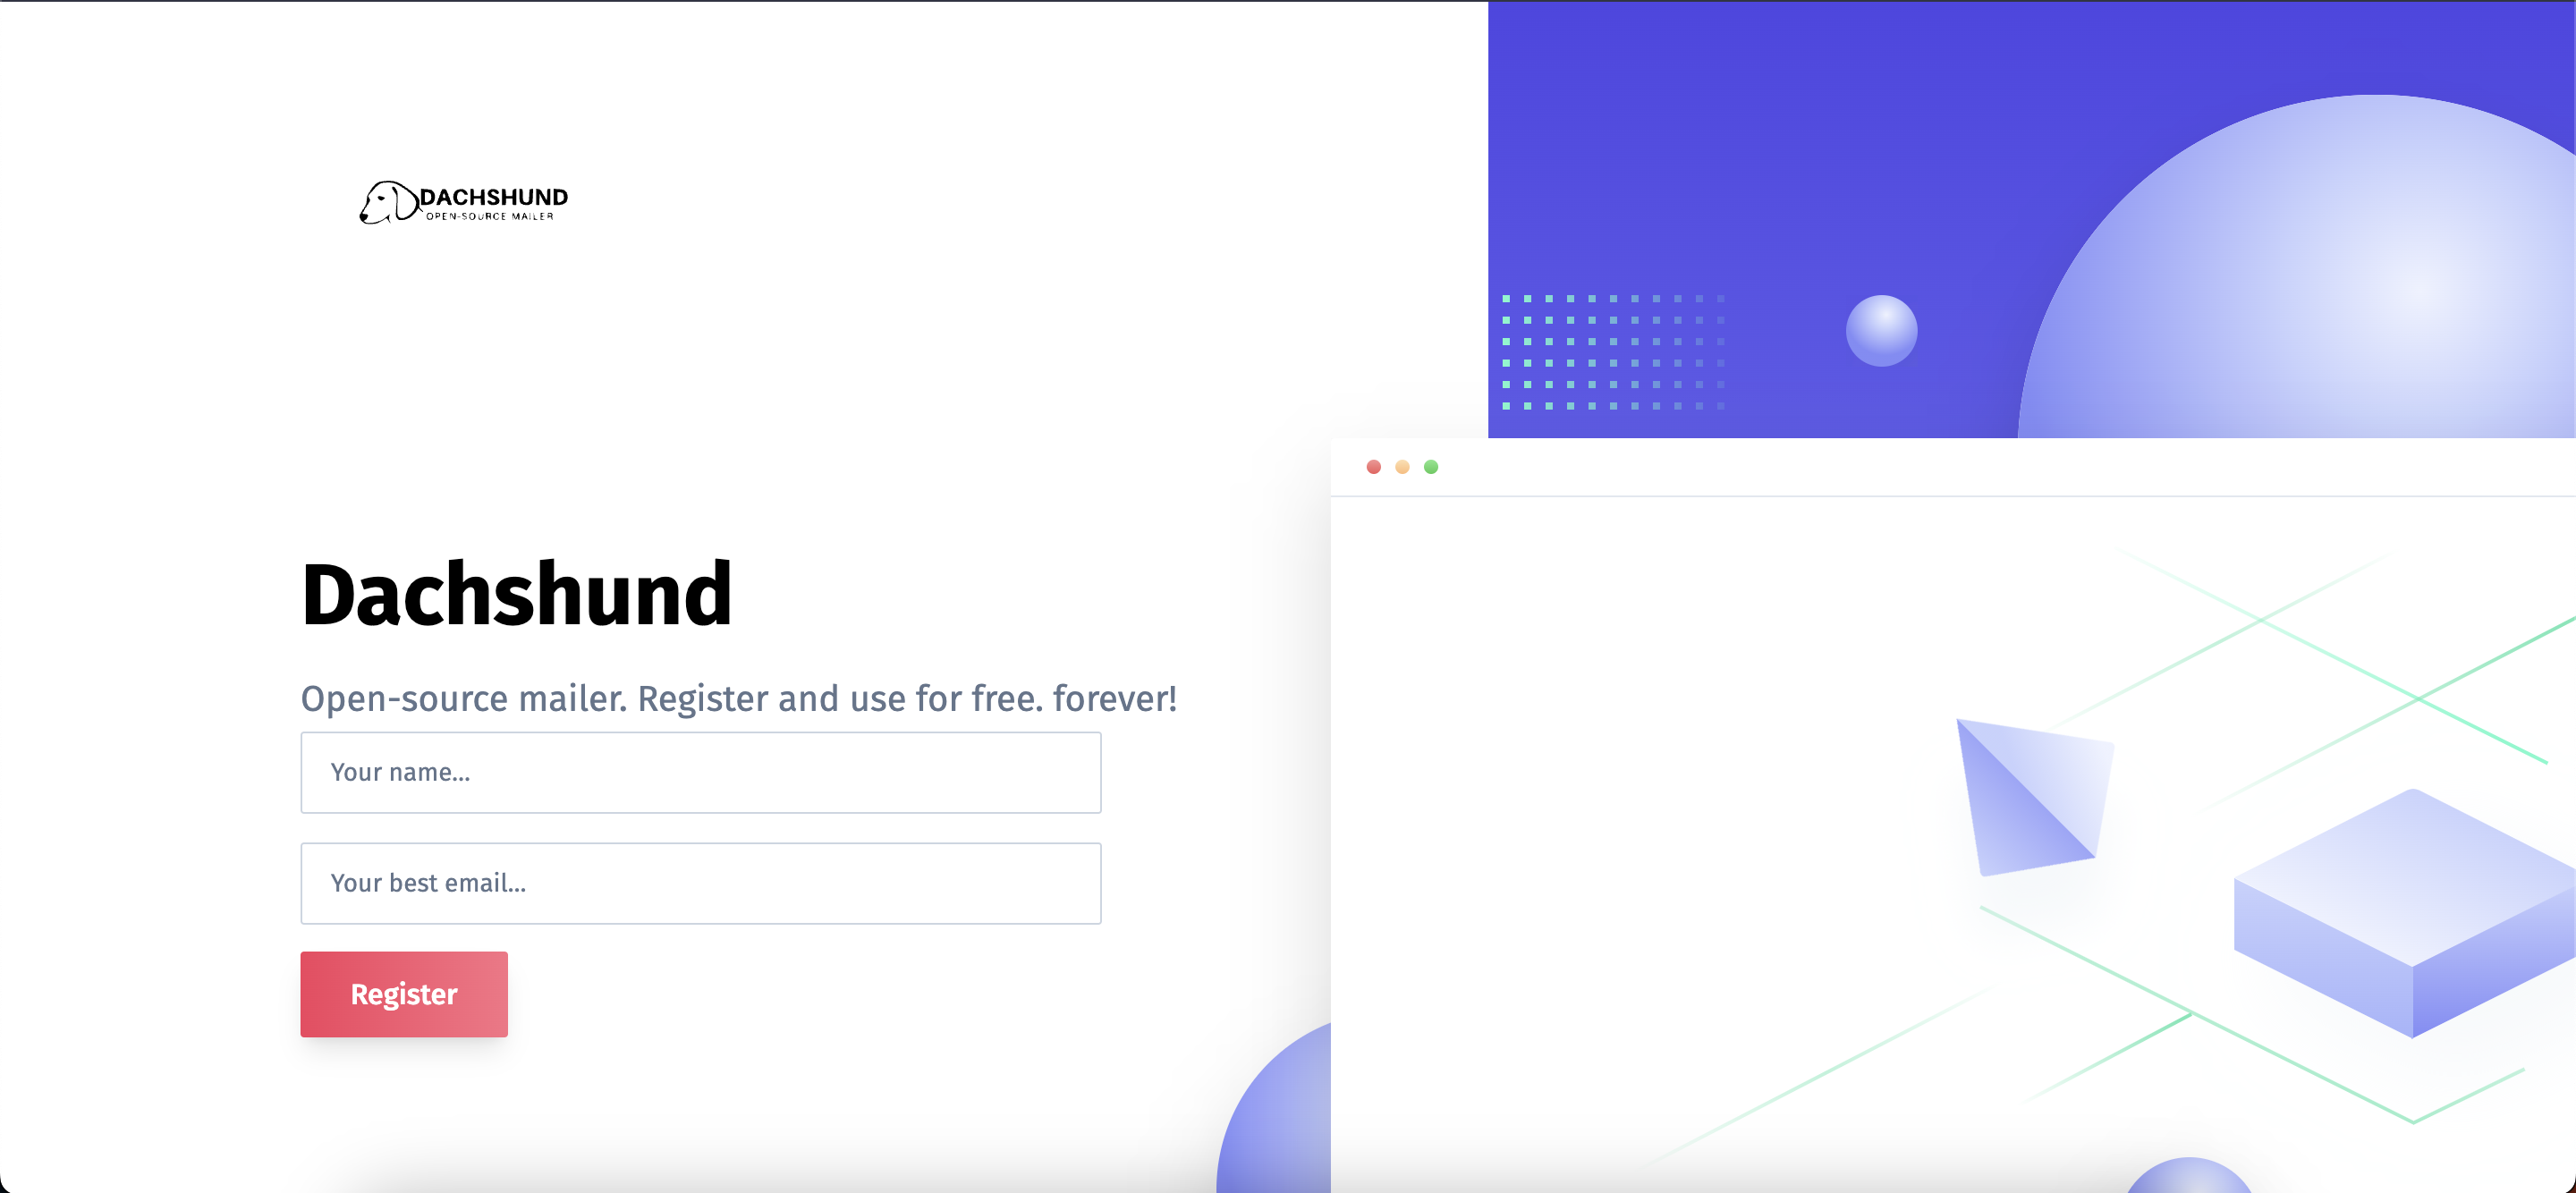 DACHSHUND
OPEN-SOURCE MAILER
Dachshund
Open-source mailer. Register and use for free. forever!
Your name...
Your best email...
Register